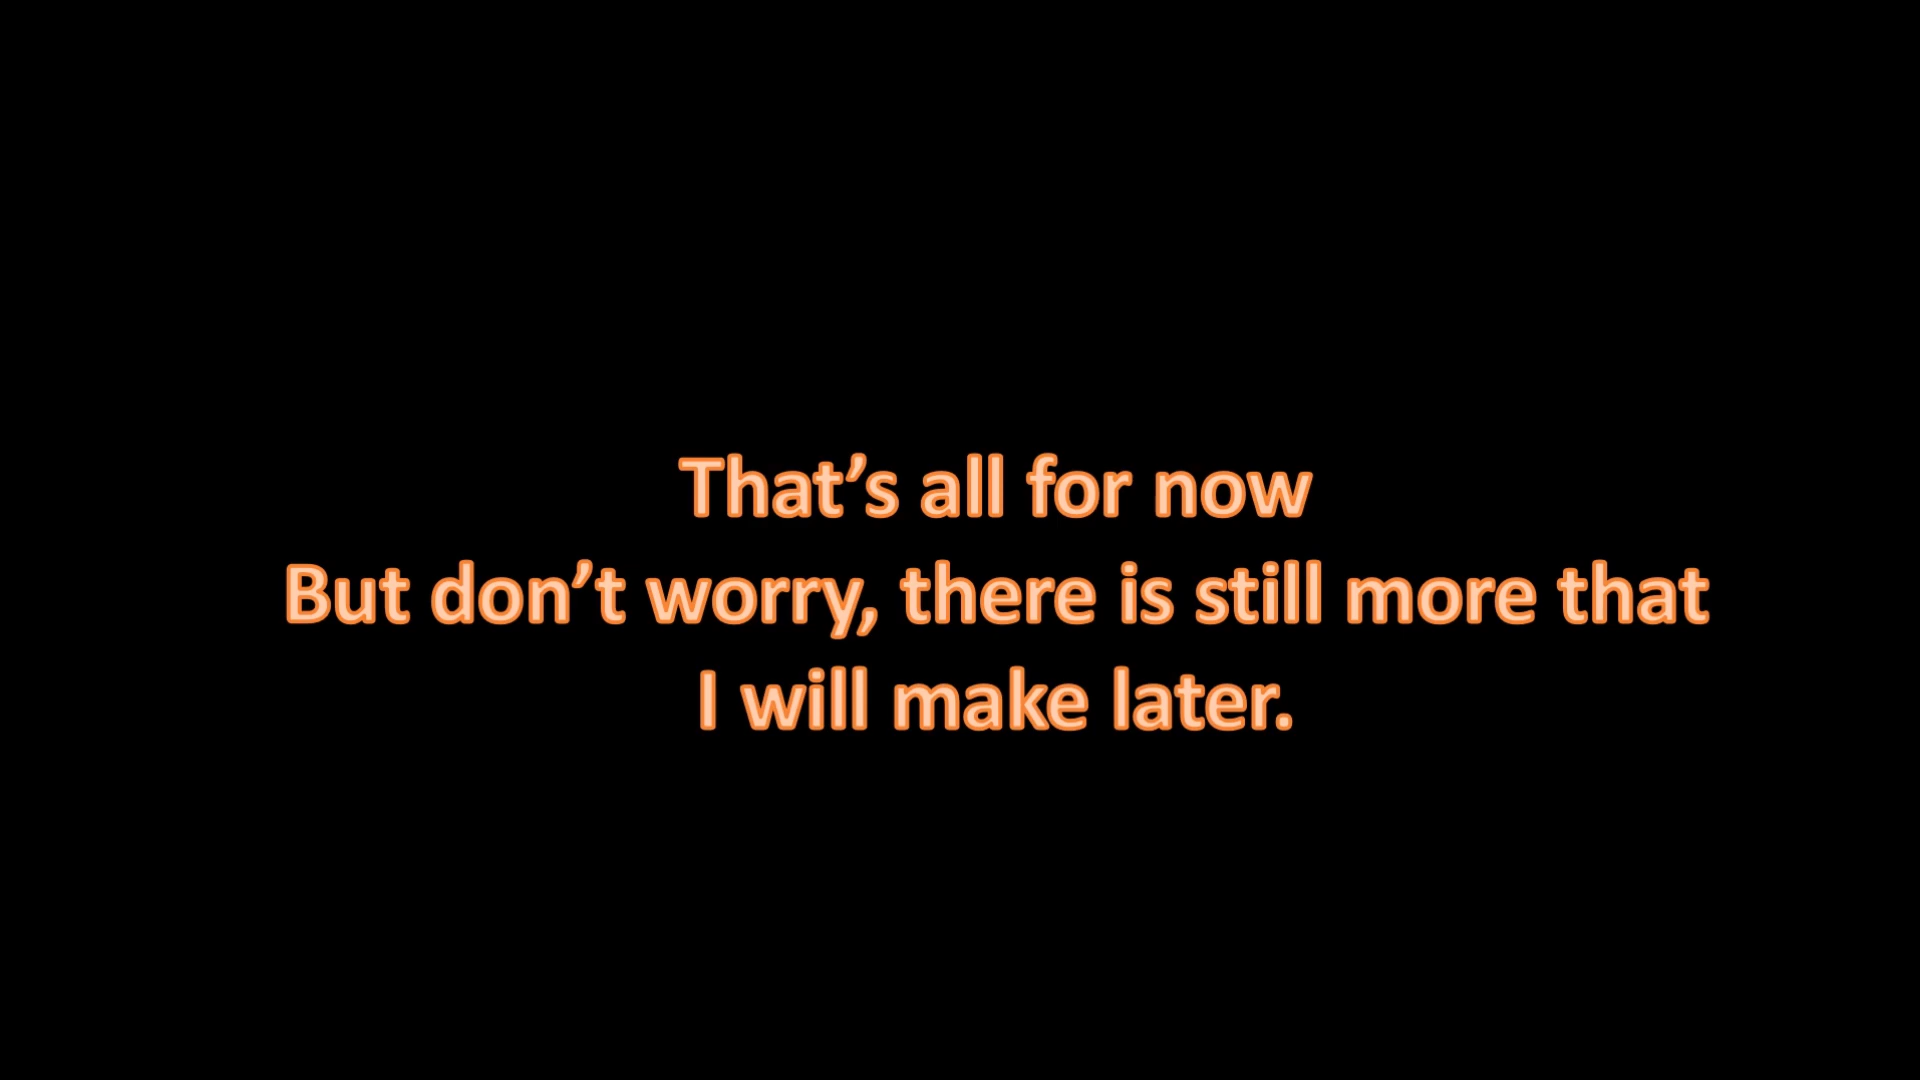 That’s all for now
But don’t worry, there is still more that
I will make later.